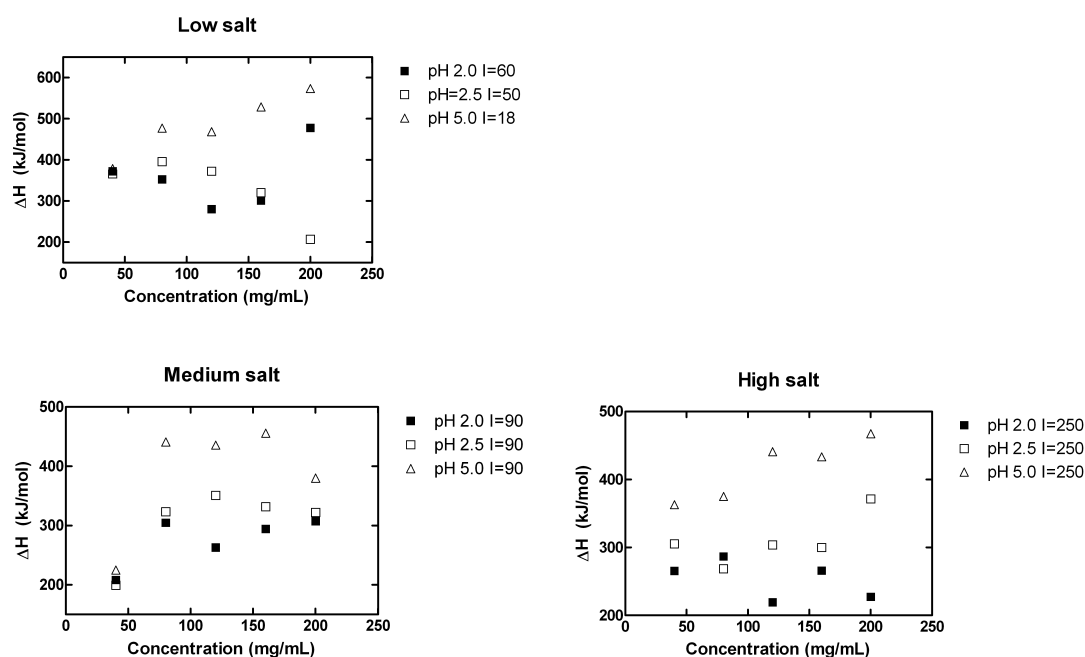 Low salt
600
500
400
300
200
0 50 100 150 200 250
ΔH (kJ/mol)
Concentration (mg/mL)
pH 2.0 I=60
pH=2.5 I=50
pH 5.0 I=18
Medium salt
500
400
300
200
0 50 100 150 200 250
ΔH (kJ/mol)
Concentration (mg/mL)
pH 2.0 I=90
pH 2.5 I=90
pH 5.0 I=90
High salt
500
400
300
200
0 50 100 150 200 250
ΔH (kJ/mol)
Concentration (mg/mL)
pH 2.0 I=250
pH 2.5 I=250
pH 5.0 I=250